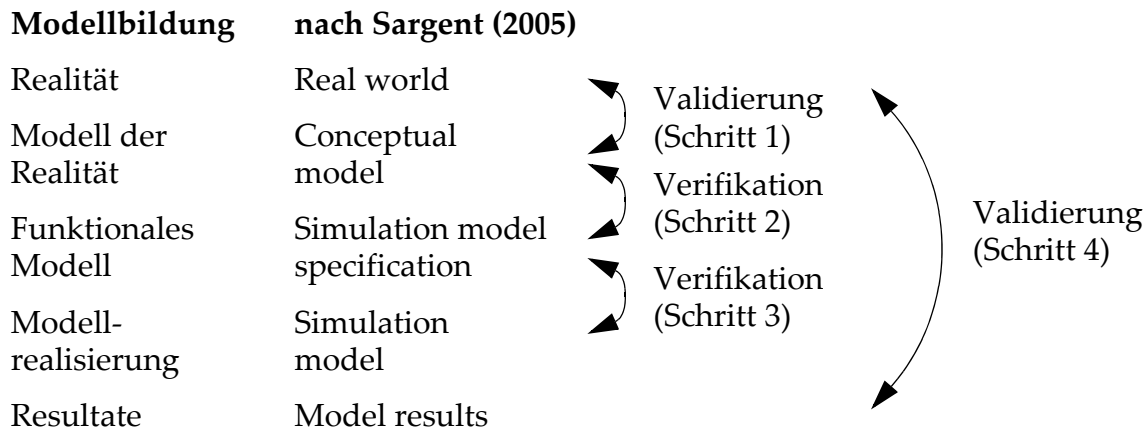 Modellbildung nach Sargent (2005)
Realität Real world
Validierung
(Schritt 1)
Modell der Conceptual
Realität model
Verifikation
(Schritt 2)
Funktionales Simulation model
Modell specification
Validierung
(Schritt 4)
Verifikation
(Schritt 3)
Modell- Simulation
realisierung model
Resultate Model results